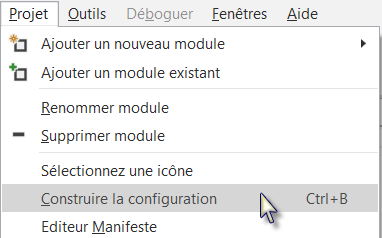 Projet Outils Déboguer Fenêtres Aide
Ajouter un nouveau module
Ajouter un module existant
Renommer module
Supprimer module
Sélectionnez une icône
Construire la configuration Ctrl+B
Editeur Manifeste